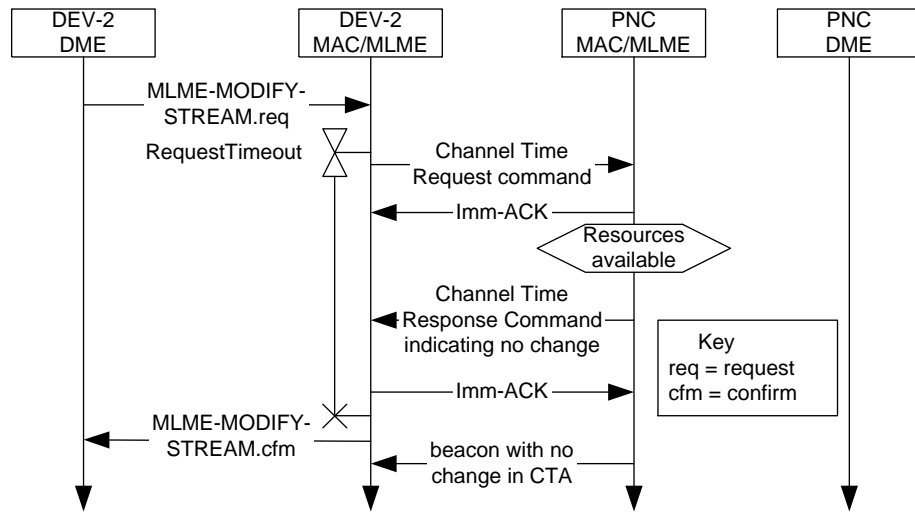 DEV-2
DME
DEV-2
MAC/MLME
PNC
MAC/MLME
PNC
DME
MLME-MODIFY-
STREAM.req
RequestTimeout
Channel Time
Request command
Imm-ACK
Resources
available
Channel Time
Response Command
indicating no change
Key
req = request
cfm = confirm
Imm-ACK
MLME-MODIFY-
STREAM.cfm
beacon with no
change in CTA